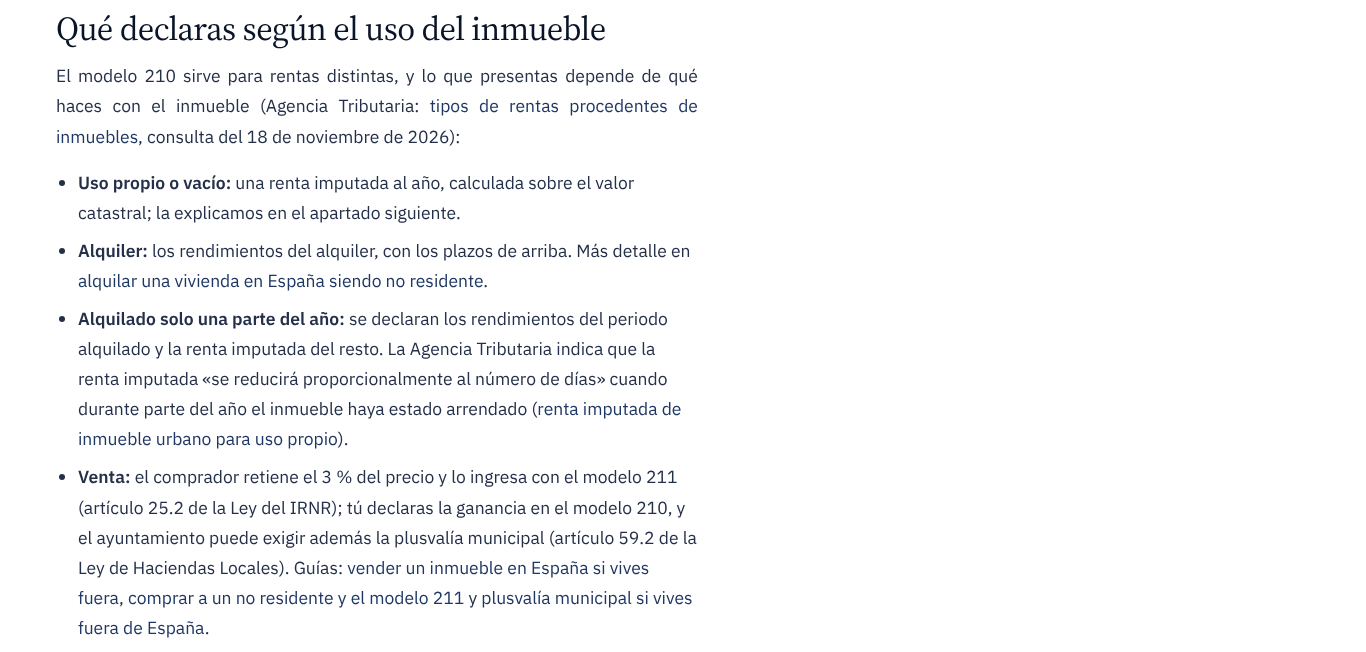 Qué declaras según el uso del inmueble
El modelo 210 sirve para rentas distintas, y lo que presentas depende de qué
haces con el inmueble (Agencia Tributaria: tipos de rentas procedentes de
inmuebles, consulta del 18 de noviembre de 2026):
• Uso propio o vacío: una renta imputada al año, calculada sobre el valor
catastral; la explicamos en el apartado siguiente.
• Alquiler: los rendimientos del alquiler, con los plazos de arriba. Más detalle en
alquilar una vivienda en España siendo no residente.
• Alquilado solo una parte del año: se declaran los rendimientos del periodo
alquilado y la renta imputada del resto. La Agencia Tributaria indica que la
renta imputada «se reducirá proporcionalmente al número de días» cuando
durante parte del año el inmueble haya estado arrendado (renta imputada de
inmueble urbano para uso propio).
• Venta: el comprador retiene el 3 % del precio y lo ingresa con el modelo 211
(artículo 25.2 de la Ley del IRNR); tú declaras la ganancia en el modelo 210, y
el ayuntamiento puede exigir además la plusvalía municipal (artículo 59.2 de la
Ley de Haciendas Locales). Guías: vender un inmueble en España si vives
fuera, comprar a un no residente y el modelo 211 y plusvalía municipal si vives
fuera de España.